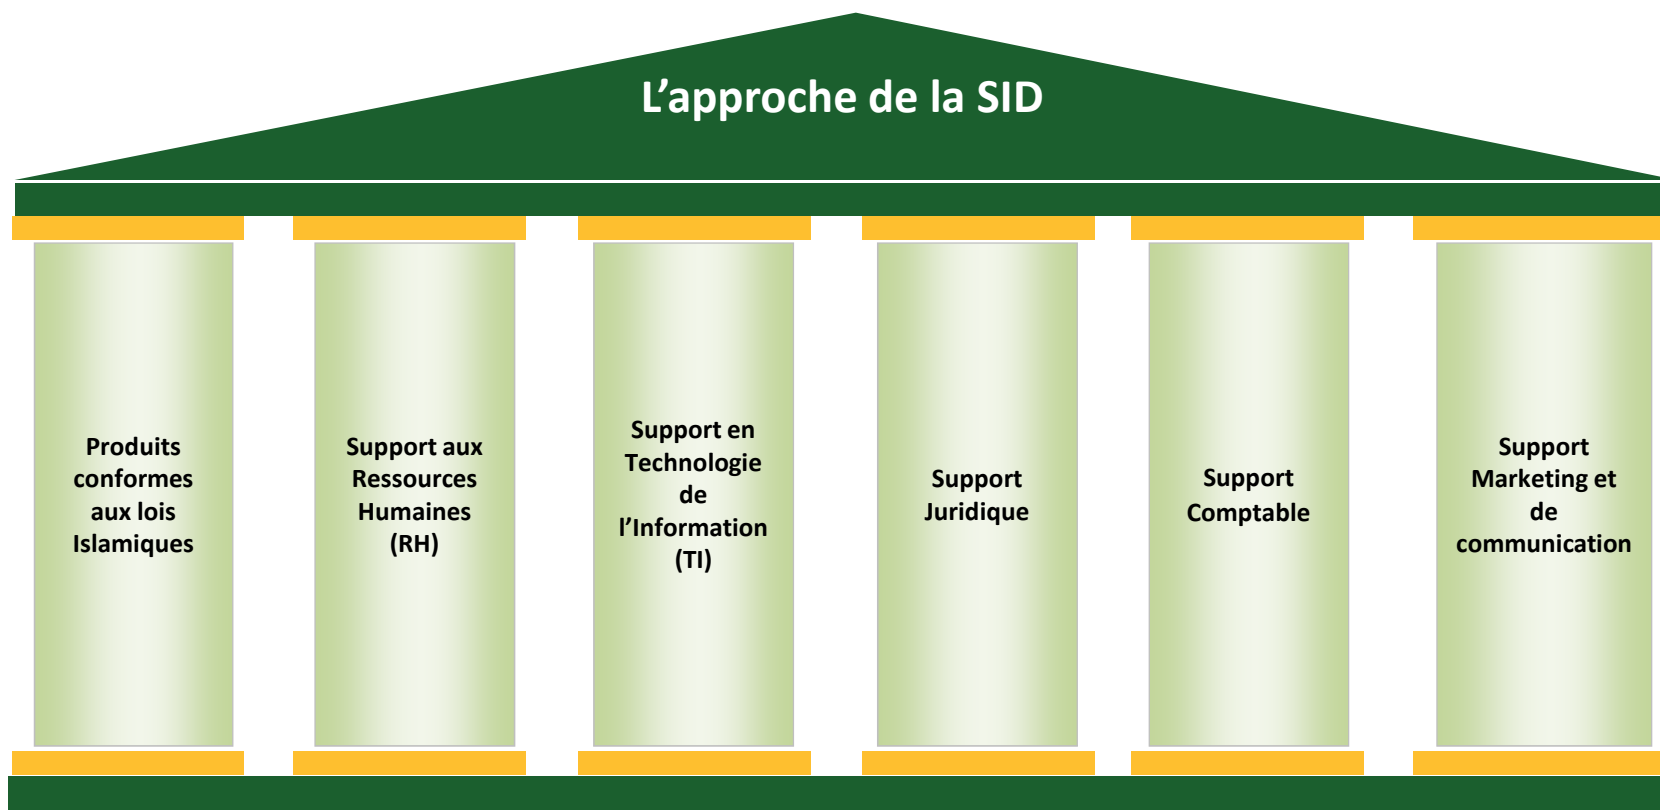 L’approche de la SID
Produits
conformes
aux lois
Islamiques
Support aux
Ressources
Humaines
(RH)
Support en
Technologie
de
l’Information
(TI)
Support
Juridique
Support
Comptable
Support
Marketing et
de
communication